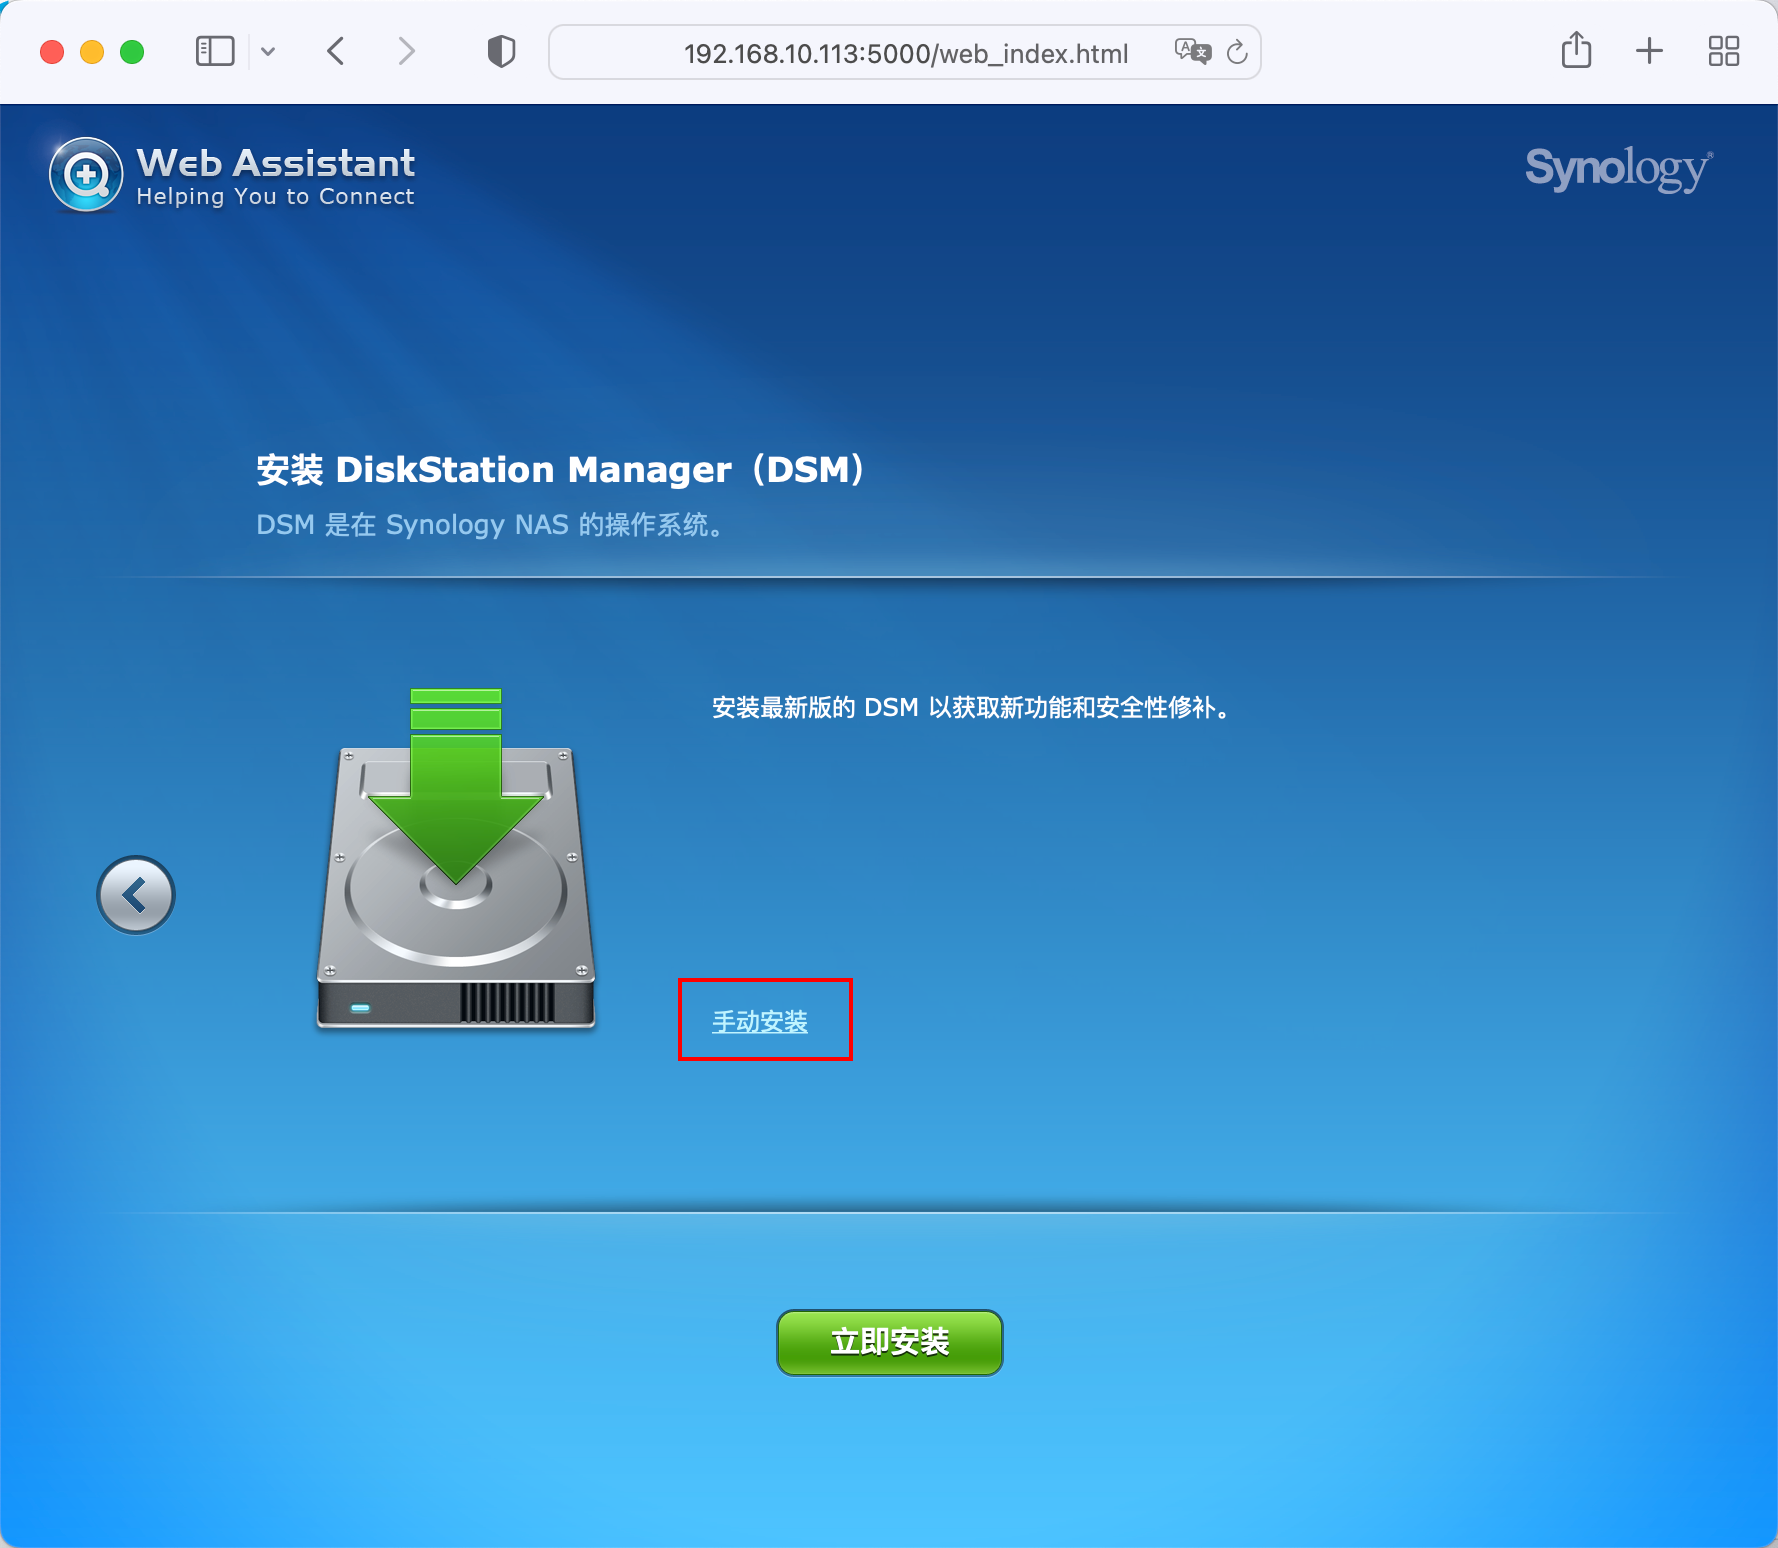 192.168.10.113:5000/web_index.html
Web Assistant
Helping You to Connect
Synology®
安装 DiskStation Manager（DSM）
DSM 是在 Synology NAS 的操作系统。
安装最新版的 DSM 以获取新功能和安全性修补。
手动安装
立即安装